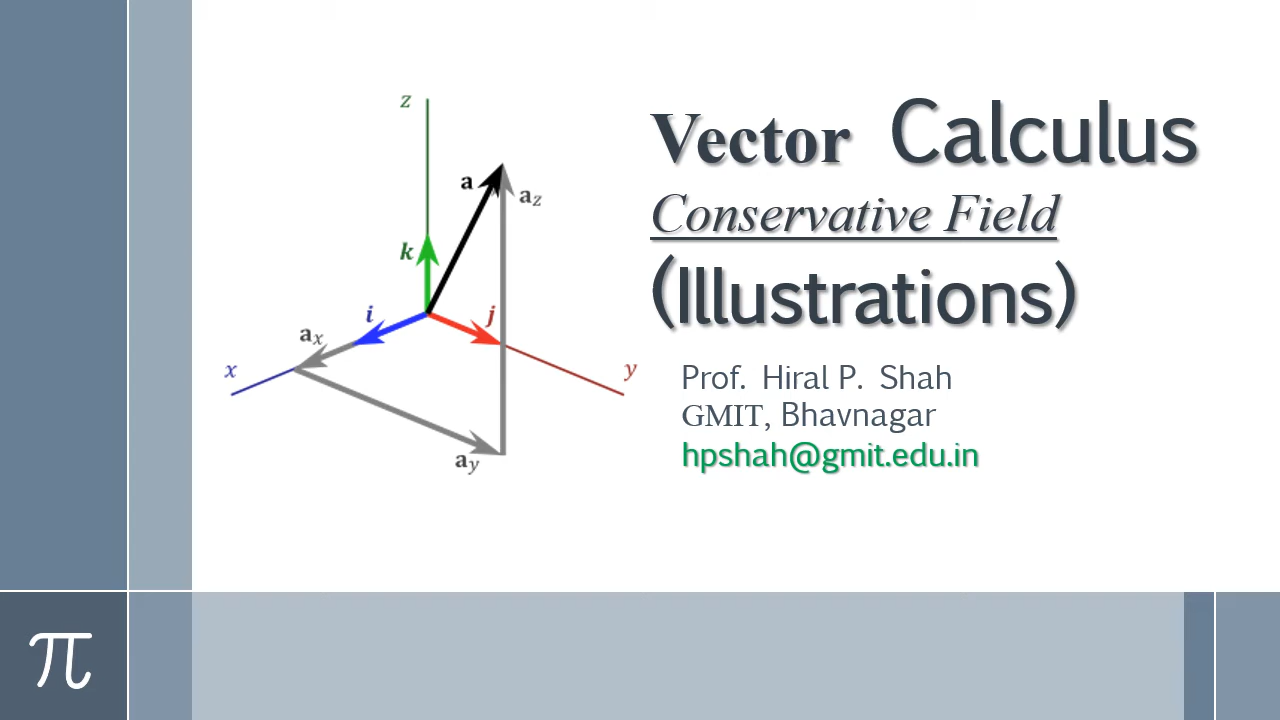 Vector Calculus
Conservative Field
(Illustrations)
Prof. Hiral P. Shah
GMIT, Bhavnagar
hpshah@gmit.edu.in
z
a
a_z
k
i
j
a_x
x
y
a_y
π